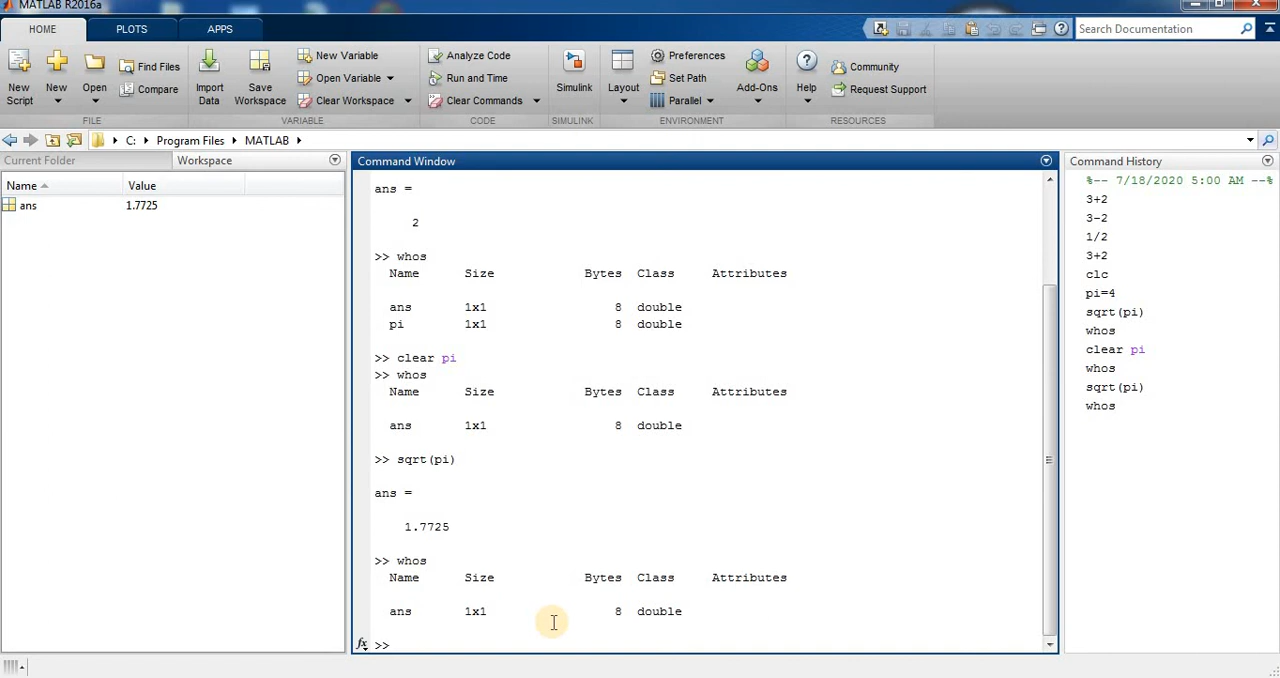 MATLAB R2016a
HOME PLOTS APPS Search Documentation
New Script
New
Open
Find Files
Compare
FILE
Import Data
Save Workspace
New Variable
Open Variable
Clear Workspace
VARIABLE
Analyze Code
Run and Time
Clear Commands
CODE
Simulink
SIMULINK
Layout
Preferences
Set Path
Parallel
Add-Ons
ENVIRONMENT
Help
Community
Request Support
RESOURCES
C: Program Files MATLAB
Current Folder Workspace
Name Value
ans 1.7725
Command Window
ans =
2
>> whos
Name Size Bytes Class Attributes
ans 1x1 8 double
pi 1x1 8 double
>> clear pi
>> whos
Name Size Bytes Class Attributes
ans 1x1 8 double
>> sqrt(pi)
ans =
1.7725
>> whos
Name Size Bytes Class Attributes
ans 1x1 8 double
fx >>
Command History
%-- 7/18/2020 5:00 AM --%
3+2
3-2
1/2
3+2
clc
pi=4
sqrt(pi)
whos
clear pi
whos
sqrt(pi)
whos